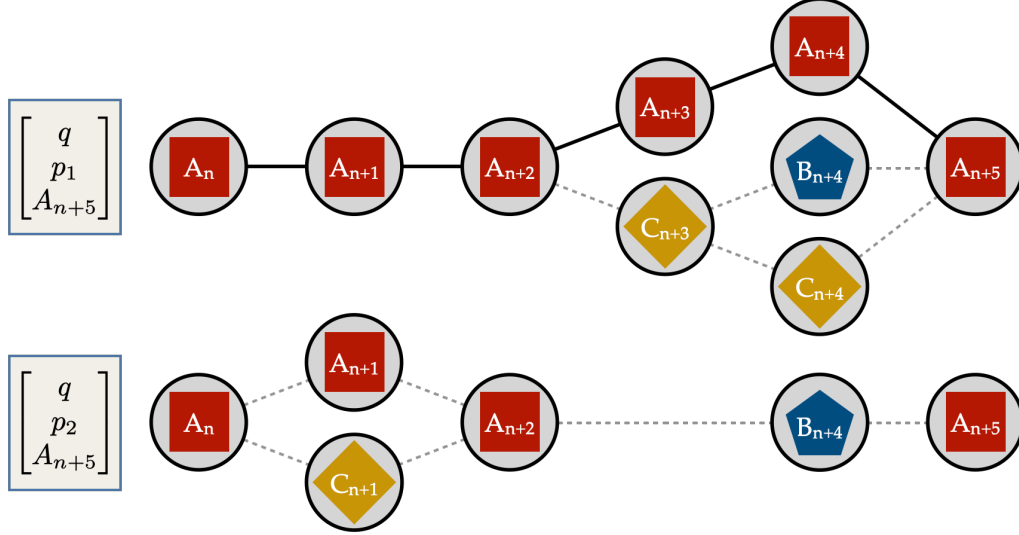 q
p1
An+5
An
An+1
An+2
An+3
An+4
Bn+4
An+5
Cn+3
Cn+4
q
p2
An+5
An
An+1
Cn+1
An+2
Bn+4
An+5